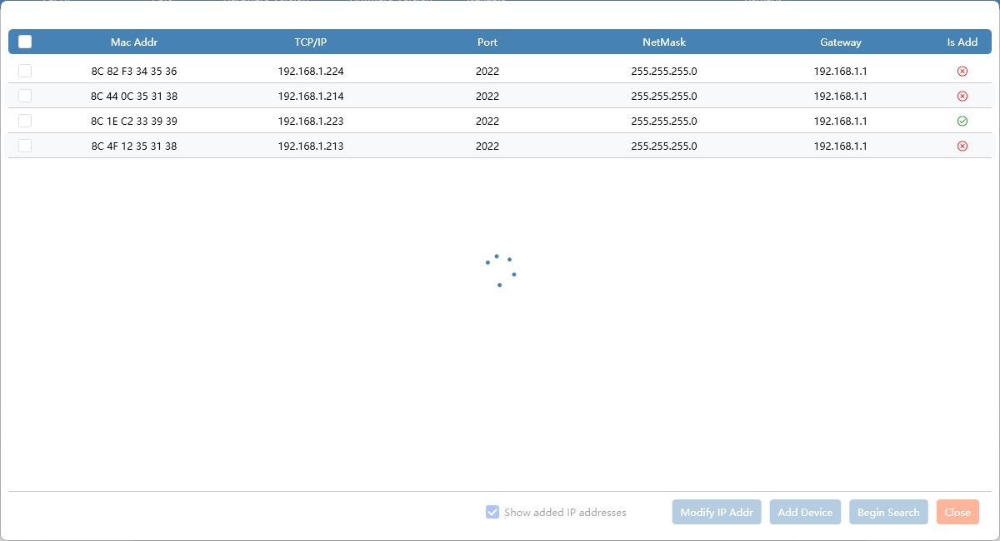 Mac Addr TCP/IP Port NetMask Gateway Is Add
8C 82 F3 34 35 36 192.168.1.224 2022 255.255.255.0 192.168.1.1
8C 44 0C 35 31 38 192.168.1.214 2022 255.255.255.0 192.168.1.1
8C 1E C2 33 39 39 192.168.1.223 2022 255.255.255.0 192.168.1.1
8C 4F 12 35 31 38 192.168.1.213 2022 255.255.255.0 192.168.1.1
Show added IP addresses Modify IP Addr Add Device Begin Search Close